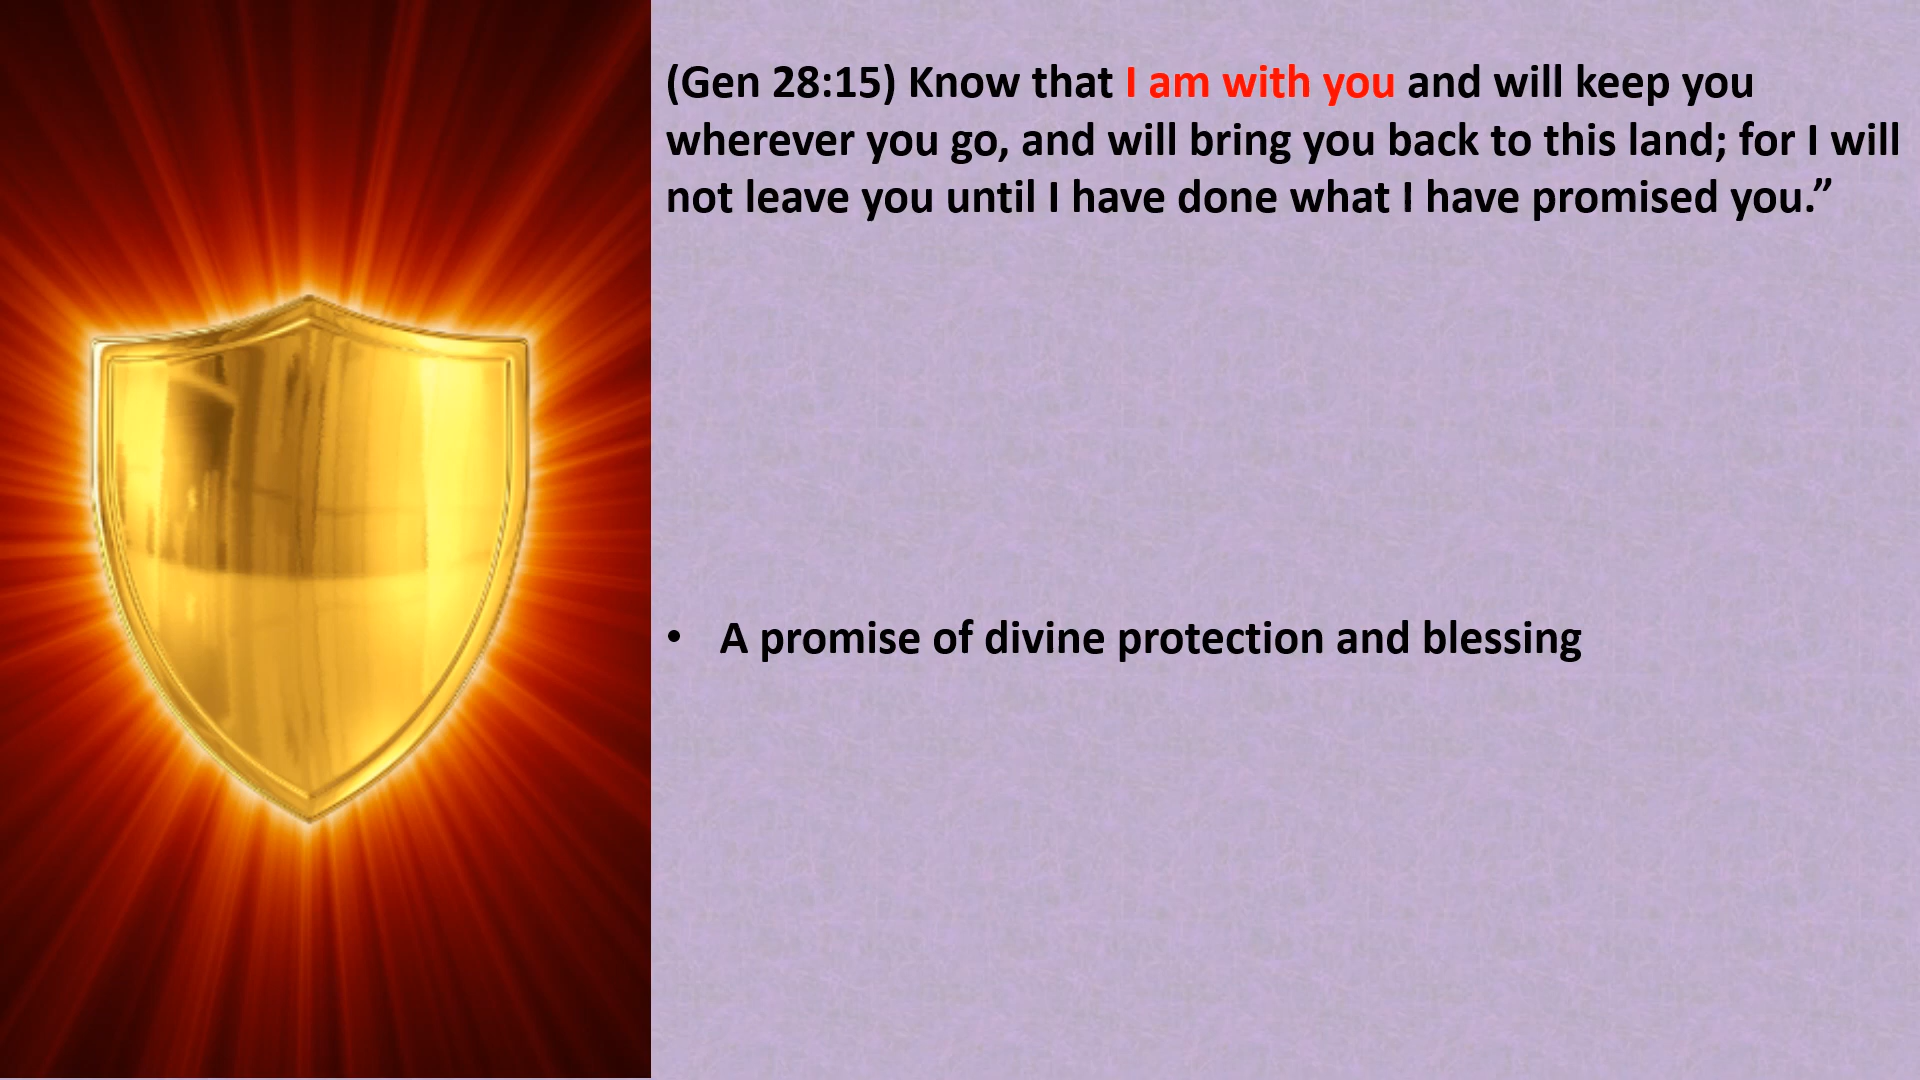 (Gen 28:15) Know that I am with you and will keep you
wherever you go, and will bring you back to this land; for I will
not leave you until I have done what I have promised you.”
• A promise of divine protection and blessing